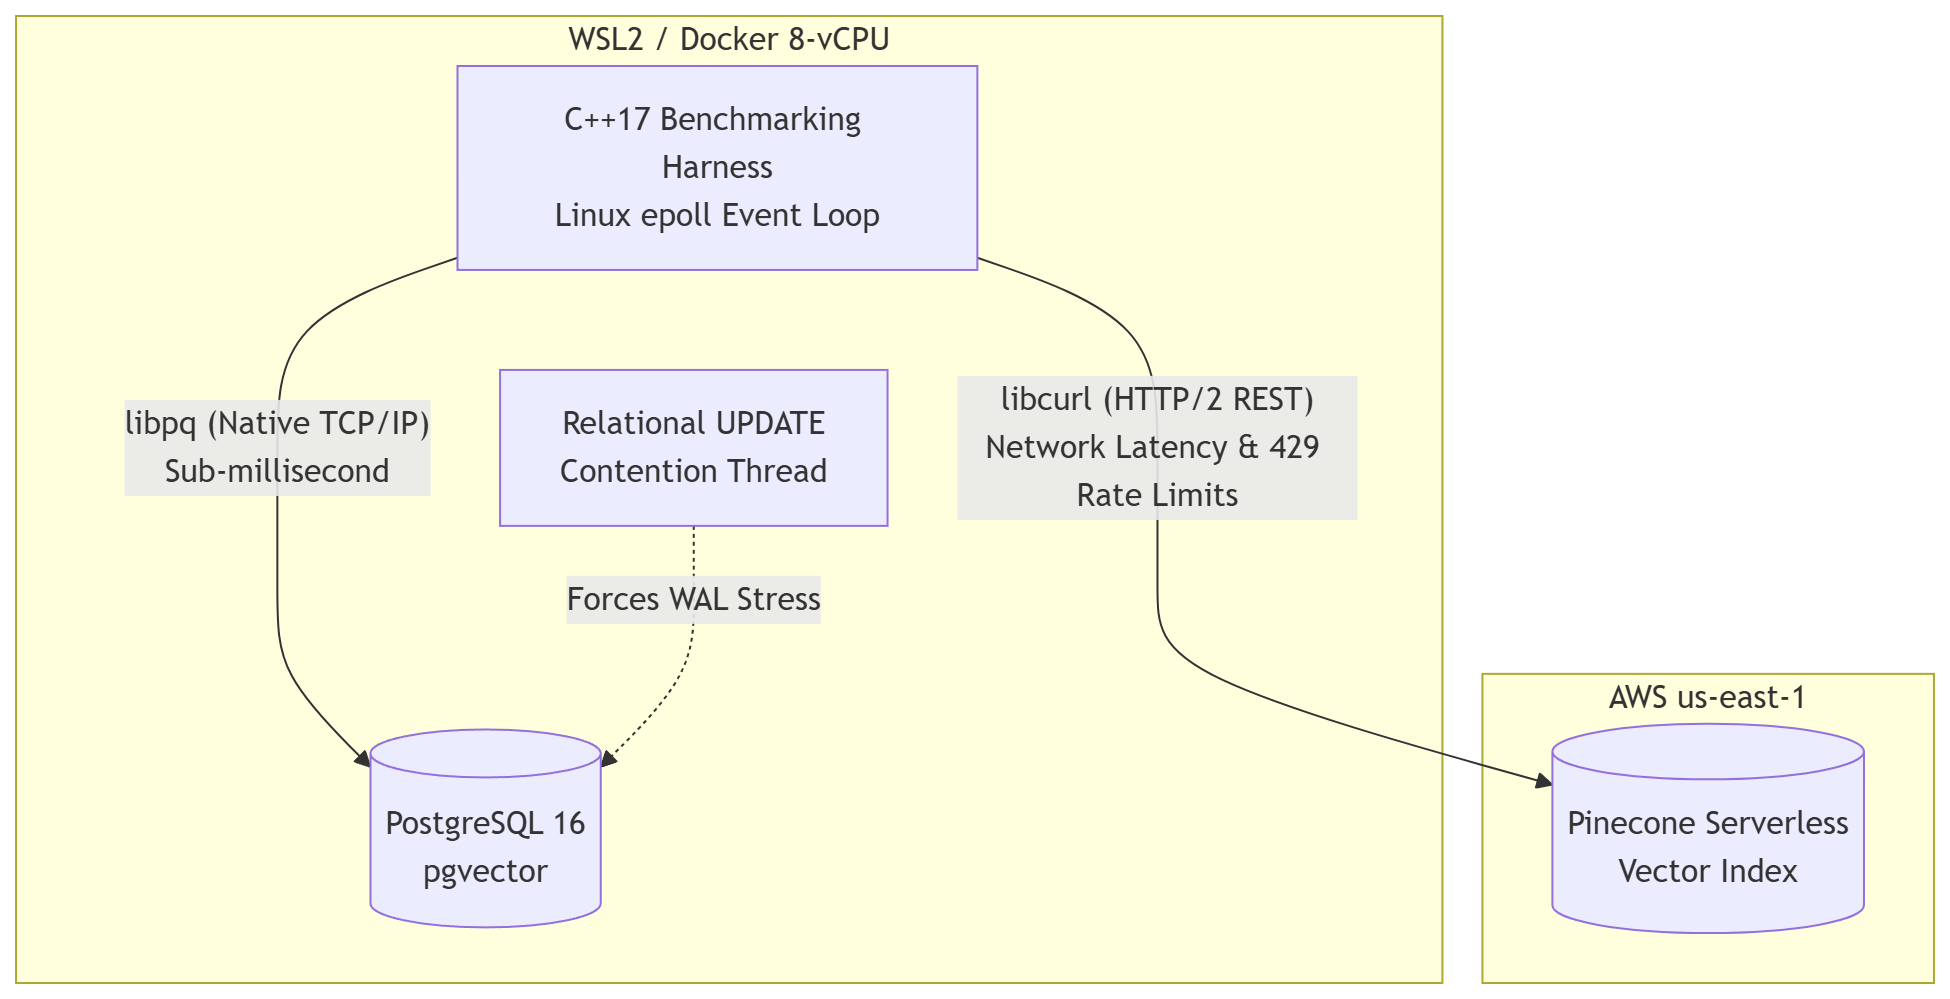 WSL2 / Docker 8-vCPU
C++17 Benchmarking
Harness
Linux epoll Event Loop
libpq (Native TCP/IP)
Sub-millisecond
Relational UPDATE
Contention Thread
libcurl (HTTP/2 REST)
Network Latency & 429
Rate Limits
Forces WAL Stress
PostgreSQL 16
pgvector
AWS us-east-1
Pinecone Serverless
Vector Index